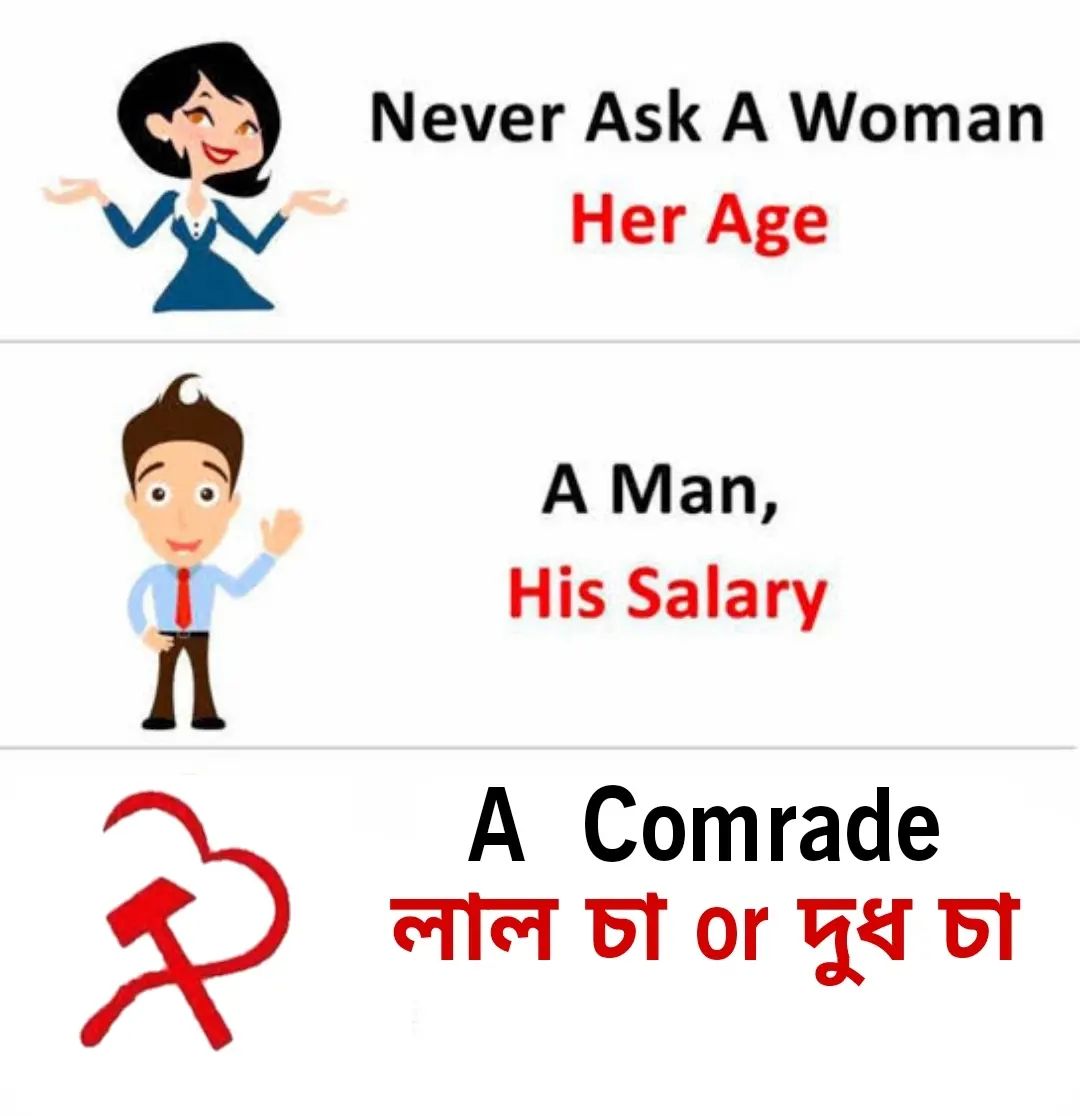 Never Ask A Woman
Her Age
A Man,
His Salary
A Comrade
লাল চা or দুধ চা